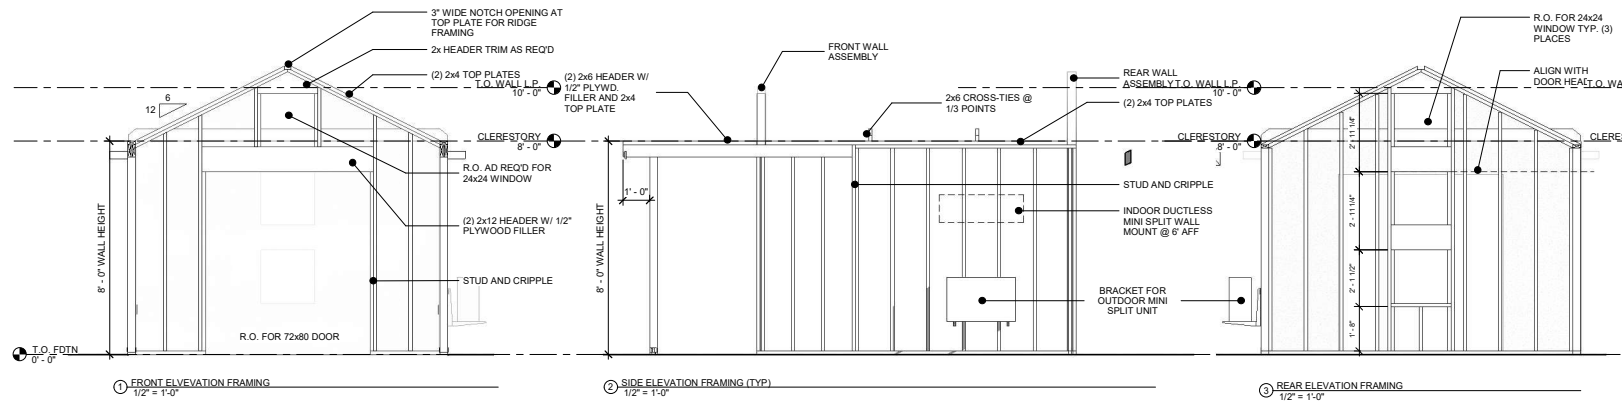 3" WIDE NOTCH OPENING AT
TOP PLATE FOR RIDGE
FRAMING
2x HEADER TRIM AS REQ'D
(2) 2x4 TOP PLATES
T.O. WALL L.P.
10' - 0"
6
12
CLERESTORY
8' - 0"
R.O. AD REQ'D FOR
24x24 WINDOW
(2) 2x12 HEADER W/ 1/2"
PLYWOOD FILLER
STUD AND CRIPPLE
8' - 0" WALL HEIGHT
R.O. FOR 72x80 DOOR
T.O. FDTN
0' - 0"
1
FRONT ELVEVATION FRAMING
1/2" = 1'-0"
(2) 2x6 HEADER W/
1/2" PLYWD.
FILLER AND 2x4
TOP PLATE
FRONT WALL
ASSEMBLY
2x6 CROSS-TIES @
1/3 POINTS
REAR WALL
ASSEMBLY
T.O. WALL L.P.
10' - 0"
(2) 2x4 TOP PLATES
CLERESTORY
8' - 0"
1' - 0"
8' - 0" WALL HEIGHT
STUD AND CRIPPLE
INDOOR DUCTLESS
MINI SPLIT WALL
MOUNT @ 6' AFF
BRACKET FOR
OUTDOOR MINI
SPLIT UNIT
2
SIDE ELEVATION FRAMING (TYP)
1/2" = 1'-0"
R.O. FOR 24x24
WINDOW TYP. (3)
PLACES
ALIGN WITH
DOOR HEAD
T.O. WA
CLERES
2' - 11 1/4"
2' - 11 1/4"
2' - 1 1/2"
1' - 8"
3
REAR ELEVATION FRAMING
1/2" = 1'-0"